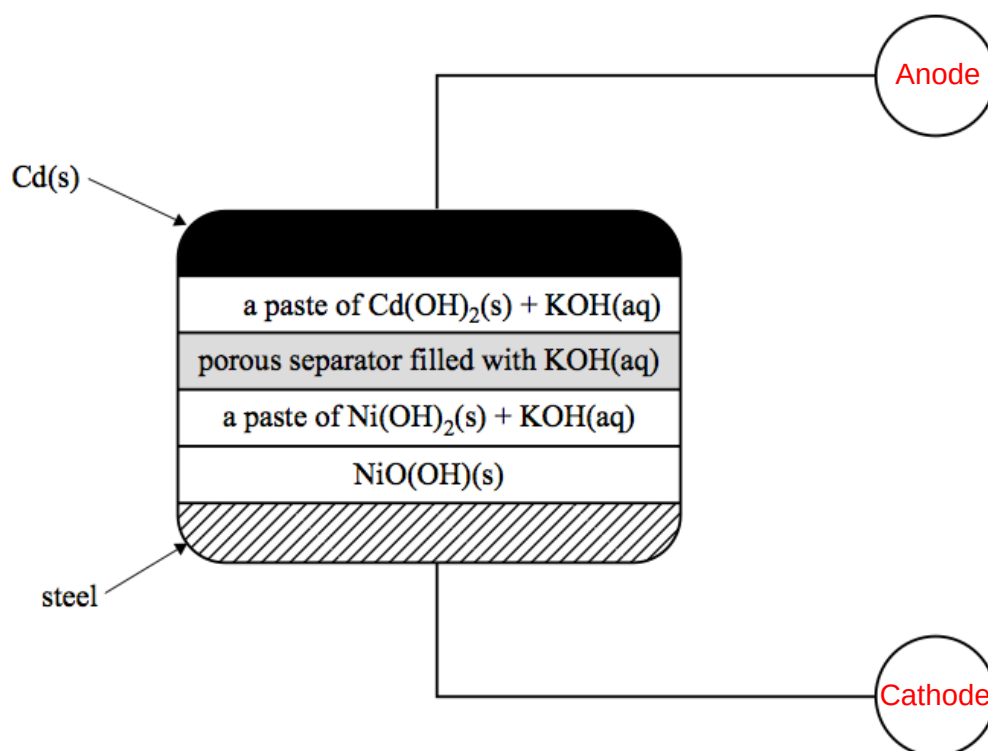 Anode
Cd(s)
a paste of Cd(OH)₂(s) + KOH(aq)
porous separator filled with KOH(aq)
a paste of Ni(OH)₂(s) + KOH(aq)
NiO(OH)(s)
steel
Cathode